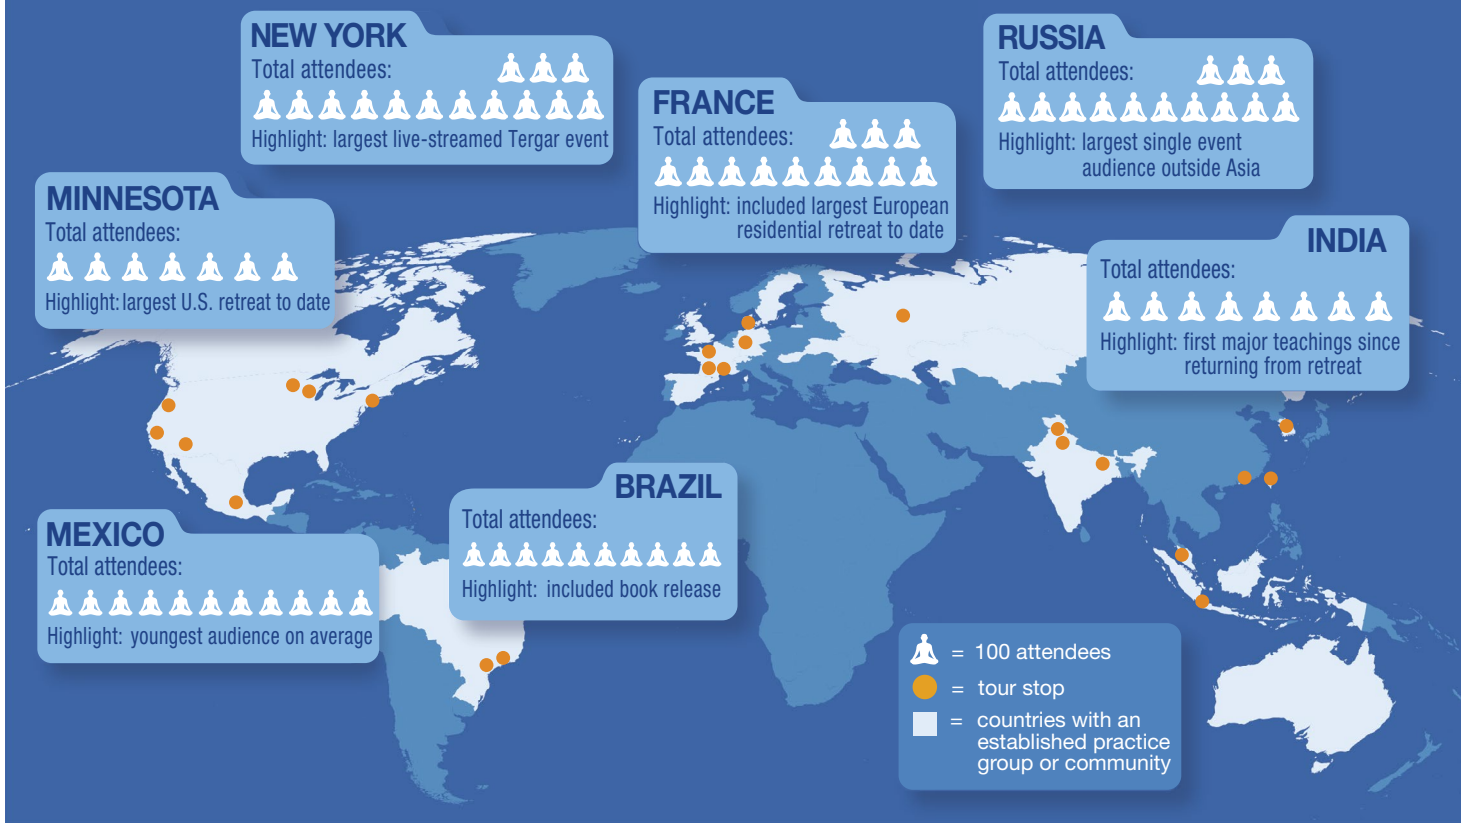 NEW YORK
Total attendees:
Highlight: largest live-streamed Tergar event
RUSSIA
Total attendees:
Highlight: largest single event
audience outside Asia
FRANCE
Total attendees:
Highlight: included largest European
residential retreat to date
MINNESOTA
Total attendees:
Highlight: largest U.S. retreat to date
INDIA
Total attendees:
Highlight: first major teachings since
returning from retreat
BRAZIL
Total attendees:
Highlight: included book release
MEXICO
Total attendees:
Highlight: youngest audience on average
= 100 attendees
= tour stop
= countries with an
established practice
group or community